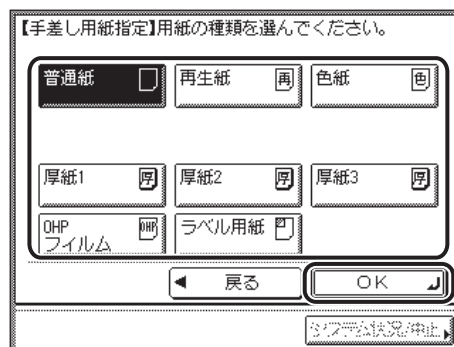 【手差し用紙指定】用紙の種類を選んでください。
普通紙 再生紙 再 色紙 色
厚紙1 厚 厚紙2 厚 厚紙3 厚
OHP
フィルム OHP ラベル用紙
◀ 戻る OK
システム状況/中止